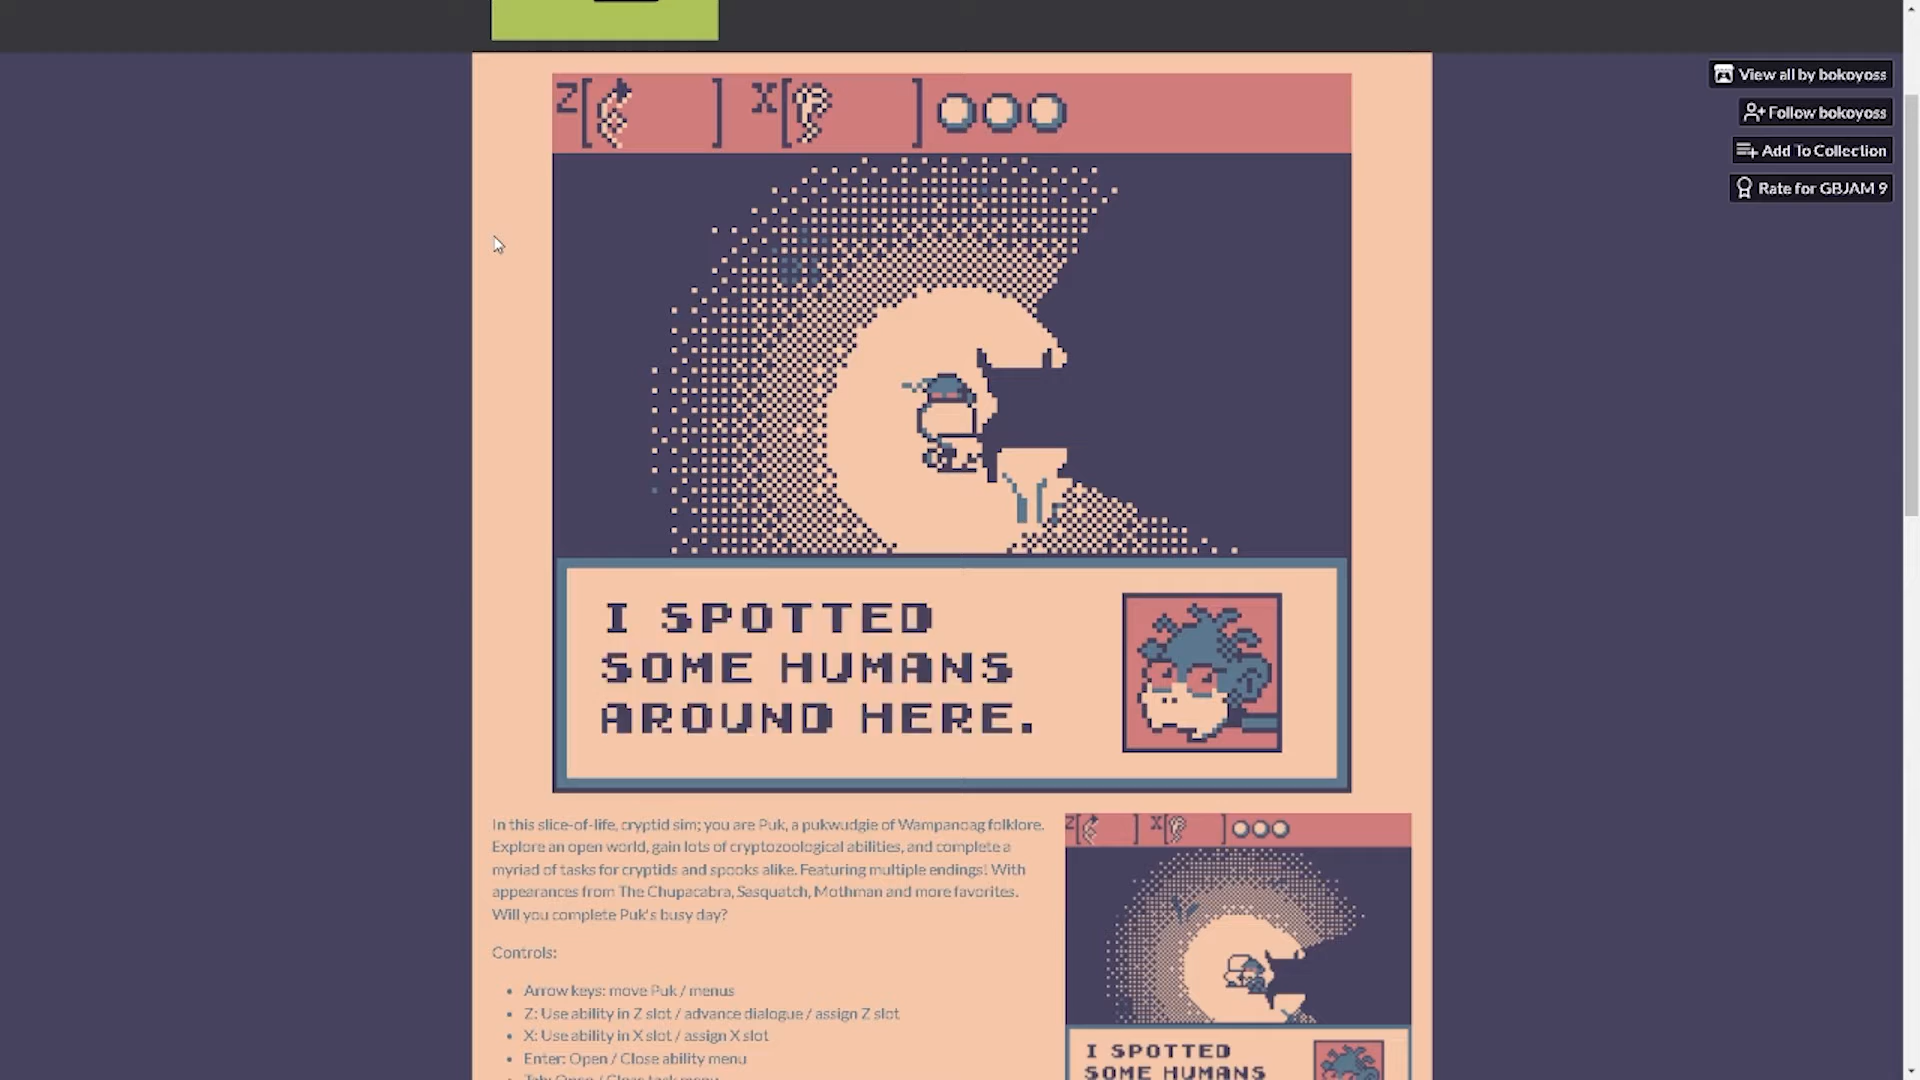 View all by bokoyoss
Follow bokoyoss
Add To Collection
Rate for GBJAM 9
Z[ ] X[ ]
I SPOTTED
SOME HUMANS
AROUND HERE.
In this slice-of-life, cryptid sim; you are Puk, a pukwudgie of Wampanoag folklore.
Explore an open world, gain lots of cryptozoological abilities, and complete a
myriad of tasks for cryptids and spooks alike. Featuring multiple endings! With
appearances from The Chupacabra, Sasquatch, Mothman and more favorites.
Will you complete Puk's busy day?
Controls:
• Arrow keys: move Puk / menus
• Z: Use ability in Z slot / advance dialogue / assign Z slot
• X: Use ability in X slot / assign X slot
• Enter: Open / Close ability menu
• Tab: Open / Close task menu
Z[ ] X[ ]
I SPOTTED
SOME HUMANS